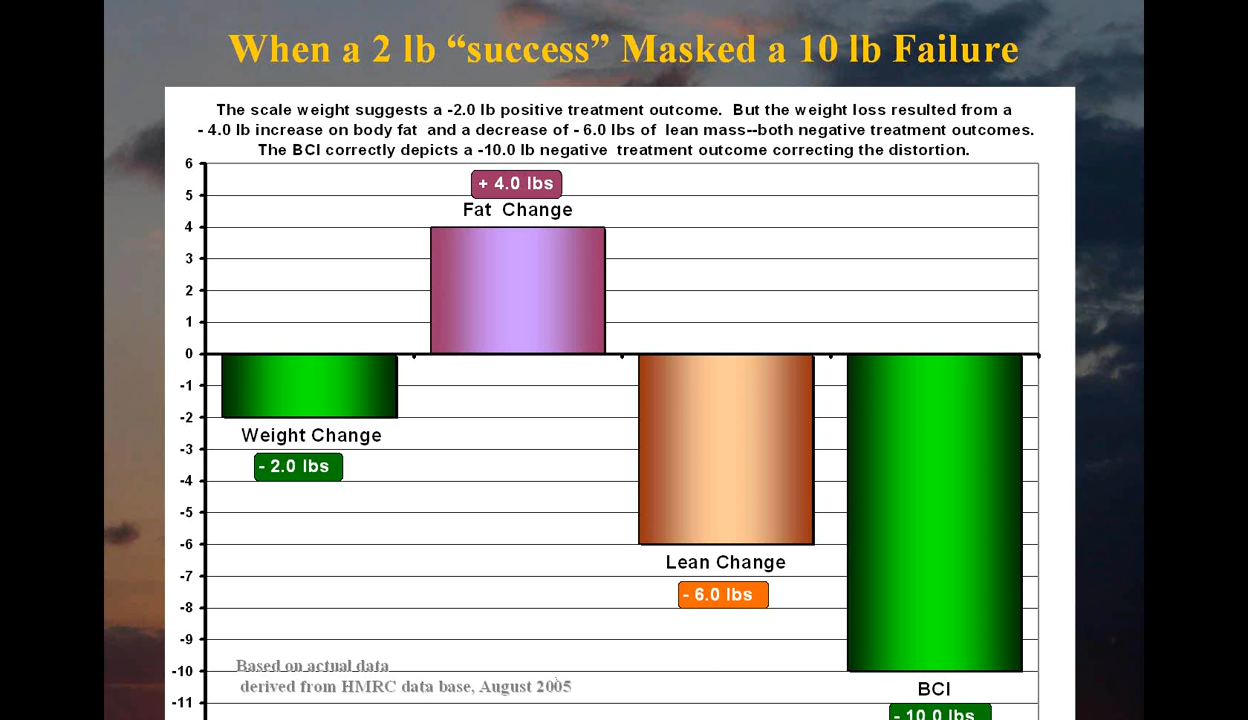 When a 2 lb “success” Masked a 10 lb Failure
The scale weight suggests a -2.0 lb positive treatment outcome. But the weight loss resulted from a
- 4.0 lb increase on body fat and a decrease of - 6.0 lbs of lean mass--both negative treatment outcomes.
The BCI correctly depicts a -10.0 lb negative treatment outcome correcting the distortion.
6
+ 4.0 lbs
5
Fat Change
4
3
2
1
0
-1
-2
Weight Change
-3
- 2.0 lbs
-4
-5
-6
Lean Change
-7
- 6.0 lbs
-8
-9
Based on actual data
-10
derived from HMRC data base, August 2005
BCI
-11
- 10.0 lbs